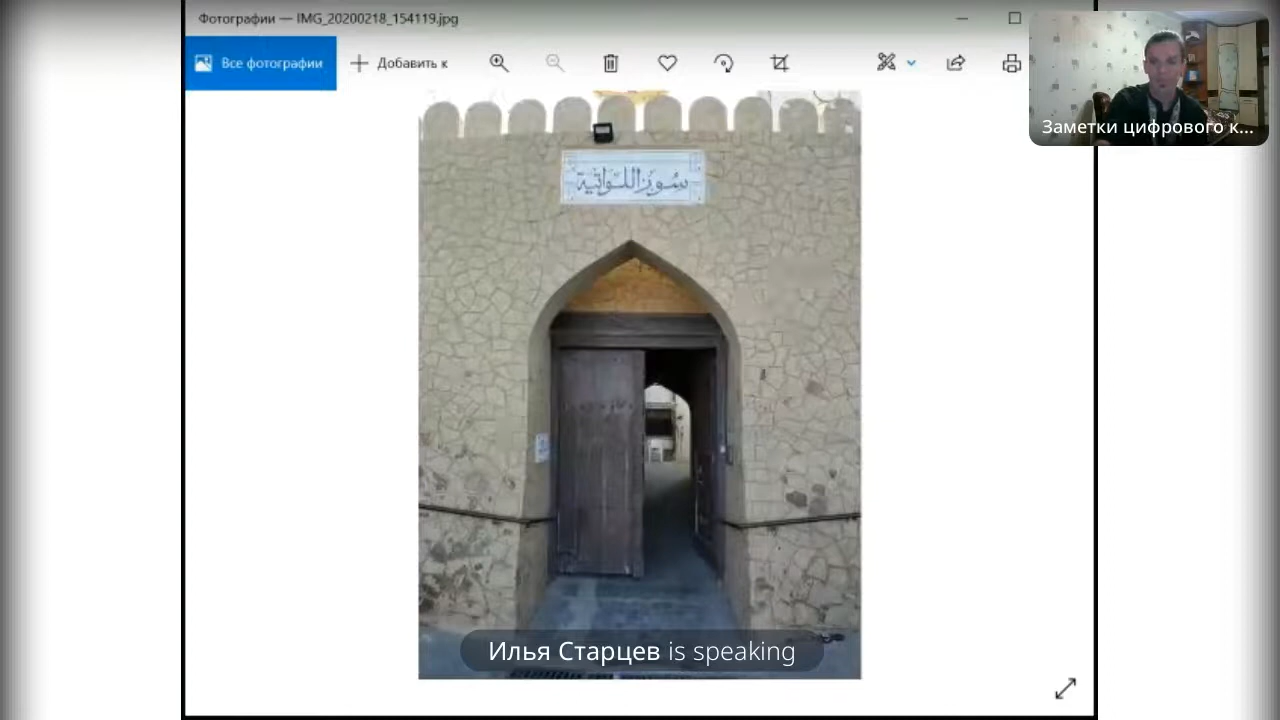 Фотографии — IMG_20200218_154119.jpg
Все фотографии
Добавить к
Заметки цифрового к...
سور اللواتية
Илья Старцев is speaking